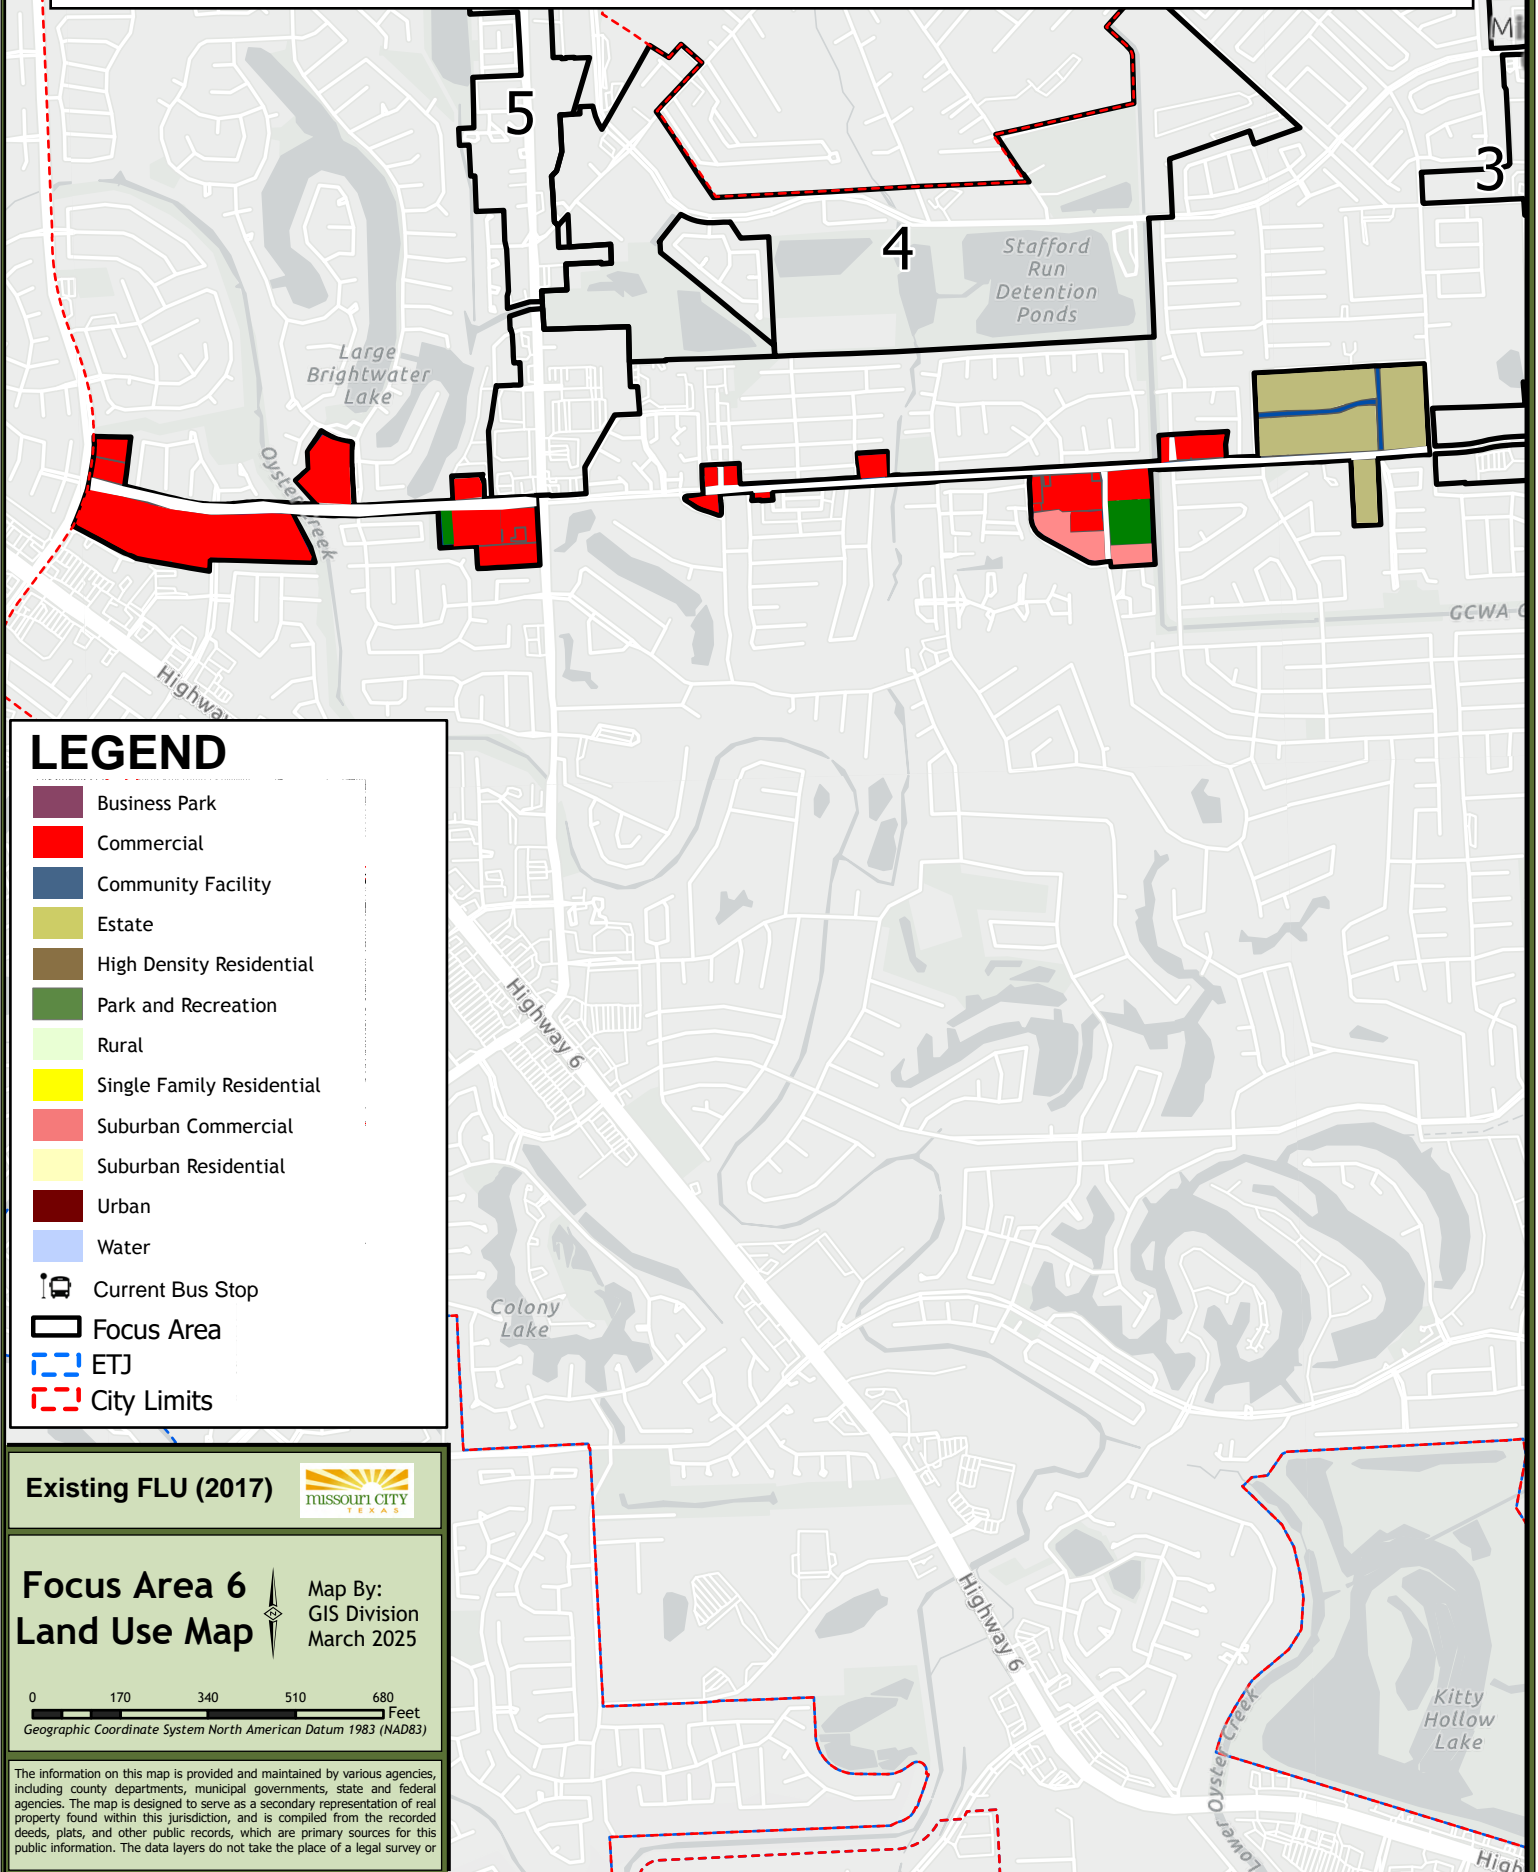 Mi
5
3
4
Stafford
Run
Detention
Ponds
Large
Brightwater
Lake
Oyster Creek
GCWA
Highway
LEGEND
Business Park
Commercial
Community Facility
Estate
High Density Residential
Park and Recreation
Rural
Single Family Residential
Suburban Commercial
Suburban Residential
Urban
Water
Current Bus Stop
Focus Area
ETJ
City Limits
Highway 6
Colony
Lake
Highway 6
Kitty
Hollow
Lake
Lower Oyster Creek
High
Existing FLU (2017)
missouri CITY
TEXAS
Focus Area 6
Land Use Map
N
Map By:
GIS Division
March 2025
0 170 340 510 680
Feet
Geographic Coordinate System North American Datum 1983 (NAD83)
The information on this map is provided and maintained by various agencies,
including county departments, municipal governments, state and federal
agencies. The map is designed to serve as a secondary representation of real
property found within this jurisdiction, and is compiled from the recorded
deeds, plats, and other public records, which are primary sources for this
public information. The data layers do not take the place of a legal survey or